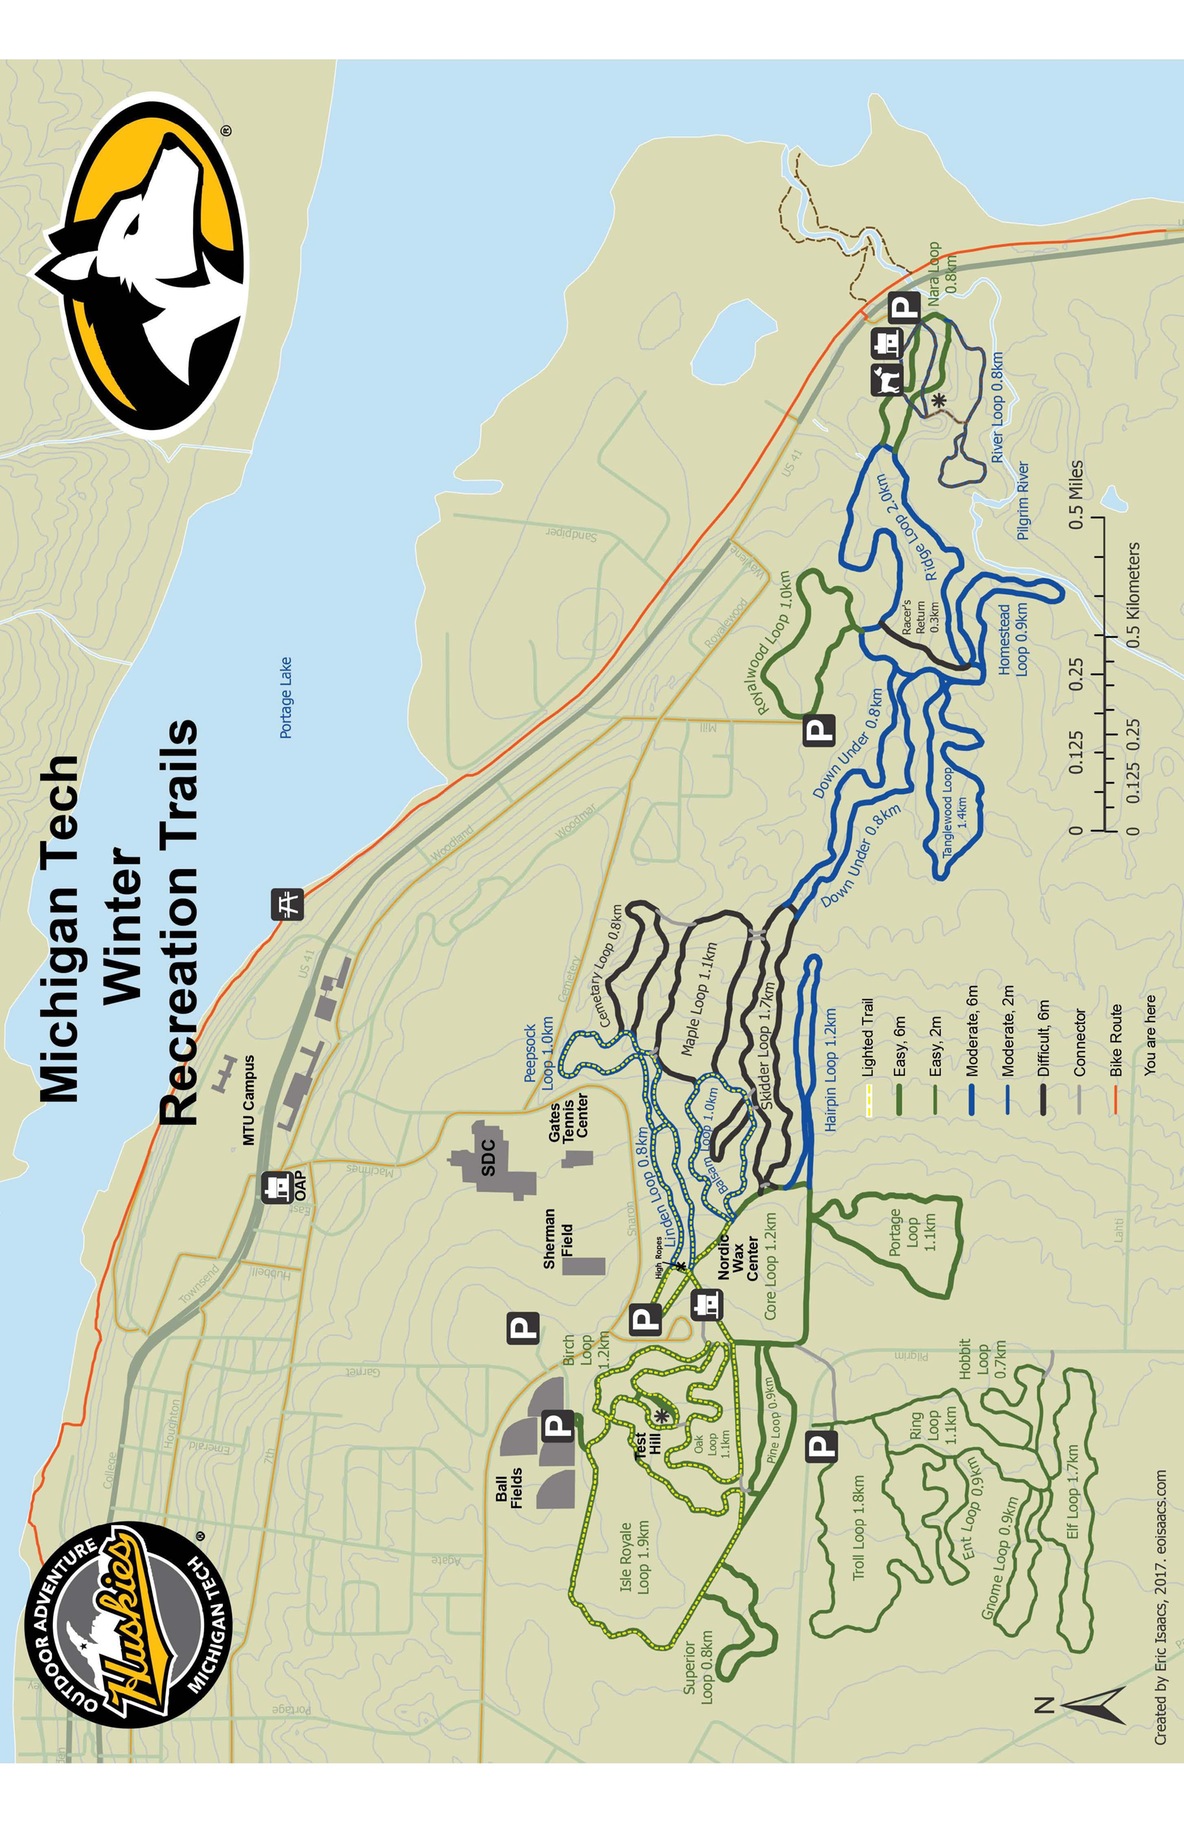 Michigan Tech
Winter
Recreation Trails
®
OUTDOOR ADVENTURE
Huskies
MICHIGAN TECH
®
Portage Lake
MTU Campus
OAP
US 41
US 41
SDC
Gates
Tennis
Center
Sherman
Field
Ball
Fields
P
P
P
P
P
P
P
Townsend
Hubbell
East
MacInnes
Houghton
Emerald
7th
College
Garnet
Agate
Portage
Sharon
Woodland
Woodmar
Cemetery
Mill
Royalewood
Waylene
Sandpiper
Pilgrim
Lahti
Peepsock
Loop 1.0km
Cemetary Loop 0.8km
Maple Loop 1.1km
Linden Loop 0.8km
Balsam Loop 1.0km
Skidder Loop 1.7km
Hairpin Loop 1.2km
High Ropes
Nordic
Wax
Center
Core Loop 1.2km
Birch
Loop
1.2km
Test
Hill
Oak
Loop
1.1km
Pine Loop 0.9km
Isle Royale
Loop 1.9km
Superior
Loop 0.8km
Portage
Loop
1.1km
Hobbit
Loop
0.7km
Ring
Loop
1.1km
Troll Loop 1.8km
Ent Loop 0.9km
Gnome Loop 0.9km
Elf Loop 1.7km
Down Under 0.8km
Down Under 0.8km
Tanglewood Loop
1.4km
Royalwood Loop 1.0km
Racer's
Return
0.3km
Ridge Loop 2.0km
Homestead
Loop 0.9km
Nara Loop
0.8km
River Loop 0.8km
Pilgrim River
Lighted Trail
Easy, 6m
Easy, 2m
Moderate, 6m
Moderate, 2m
Difficult, 6m
Connector
Bike Route
You are here
0 0.125 0.25 0.5 Miles
0 0.125 0.25 0.5 Kilometers
N
Created by Eric Isaacs, 2017. eoisaacs.com